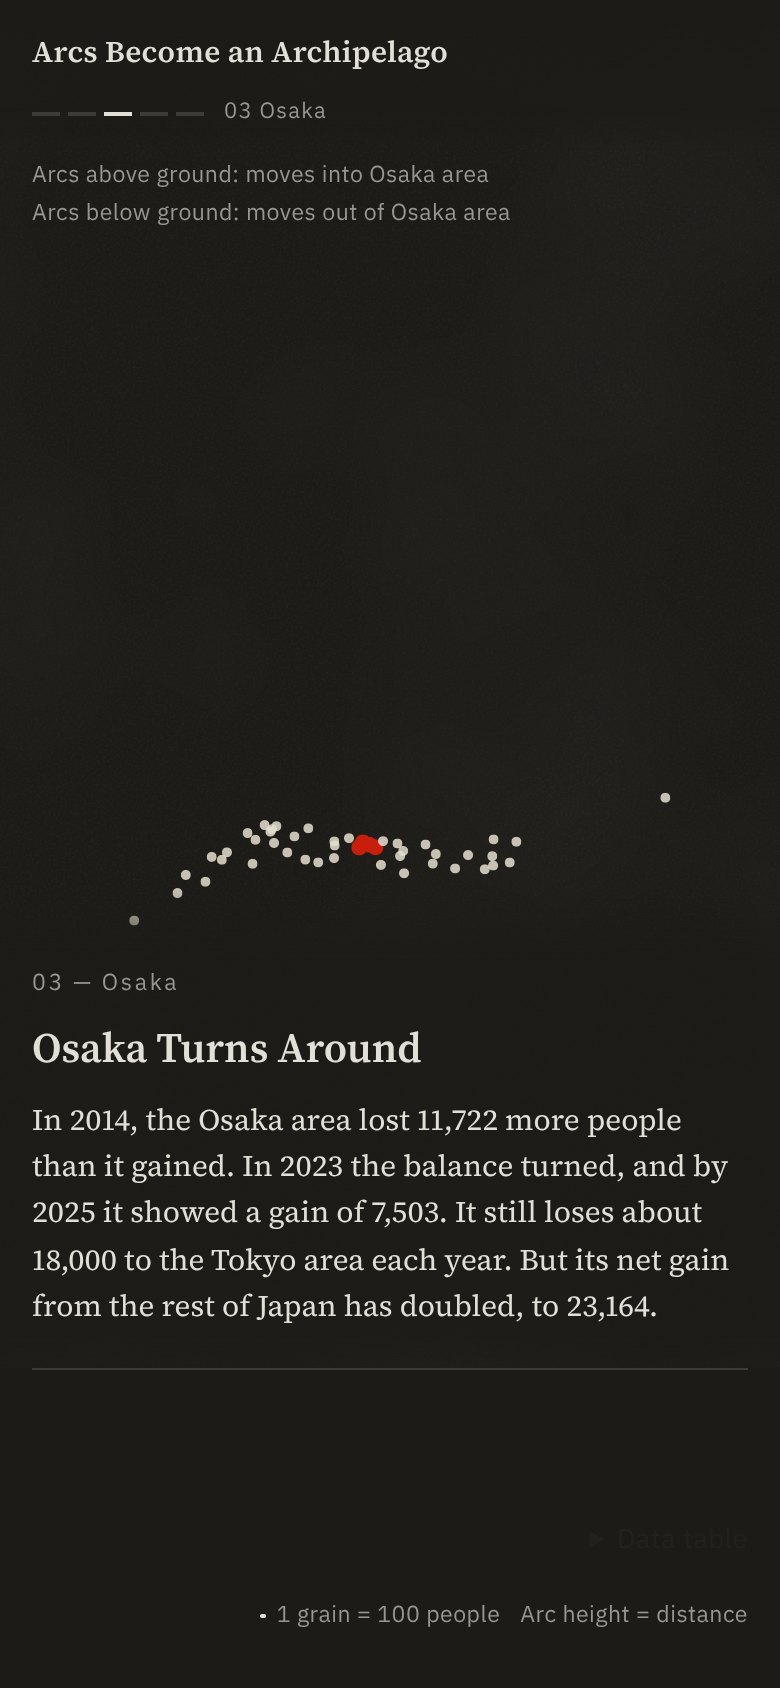 Arcs Become an Archipelago
03 Osaka
Arcs above ground: moves into Osaka area
Arcs below ground: moves out of Osaka area
03 — Osaka
Osaka Turns Around
In 2014, the Osaka area lost 11,722 more people
than it gained. In 2023 the balance turned, and by
2025 it showed a gain of 7,503. It still loses about
18,000 to the Tokyo area each year. But its net gain
from the rest of Japan has doubled, to 23,164.
▶ Data table
1 grain = 100 people Arc height = distance